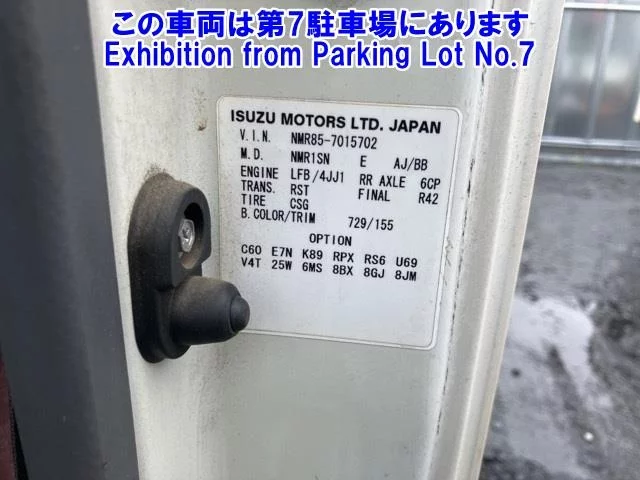 この車両は第7駐車場にあります
Exhibition from Parking Lot No.7
ISUZU MOTORS LTD. JAPAN
V.I.N. NMR85-7015702
M.D. NMR1SN E AJ/BB
ENGINE LFB/4JJ1 RR AXLE 6CP
TRANS. RST FINAL R42
TIRE CSG
B.COLOR/TRIM 729/155
OPTION
C60 E7N K89 RPX RS6 U69
V4T 25W 6MS 8BX 8GJ 8JM